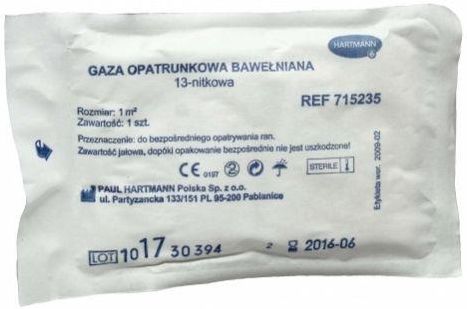 HARTMANN
GAZA OPATRUNKOWA BAWEŁNIANA
13-nitkowa
REF 715235
Rozmiar: 1 m²
Zawartość: 1 szt.
Przeznaczenie: do bezpośredniego opatrywania ran.
Zawartość jałowa, dopóki opakowanie bezpośrednie nie jest uszkodzone!
CE 0197 2 STERILE
PAUL HARTMANN Polska Sp. z o.o.
ul. Partyzancka 133/151 PL 95-200 Pabianice
Etykieta wer. 2009-02
LOT 1017 30 394 2 2016-06